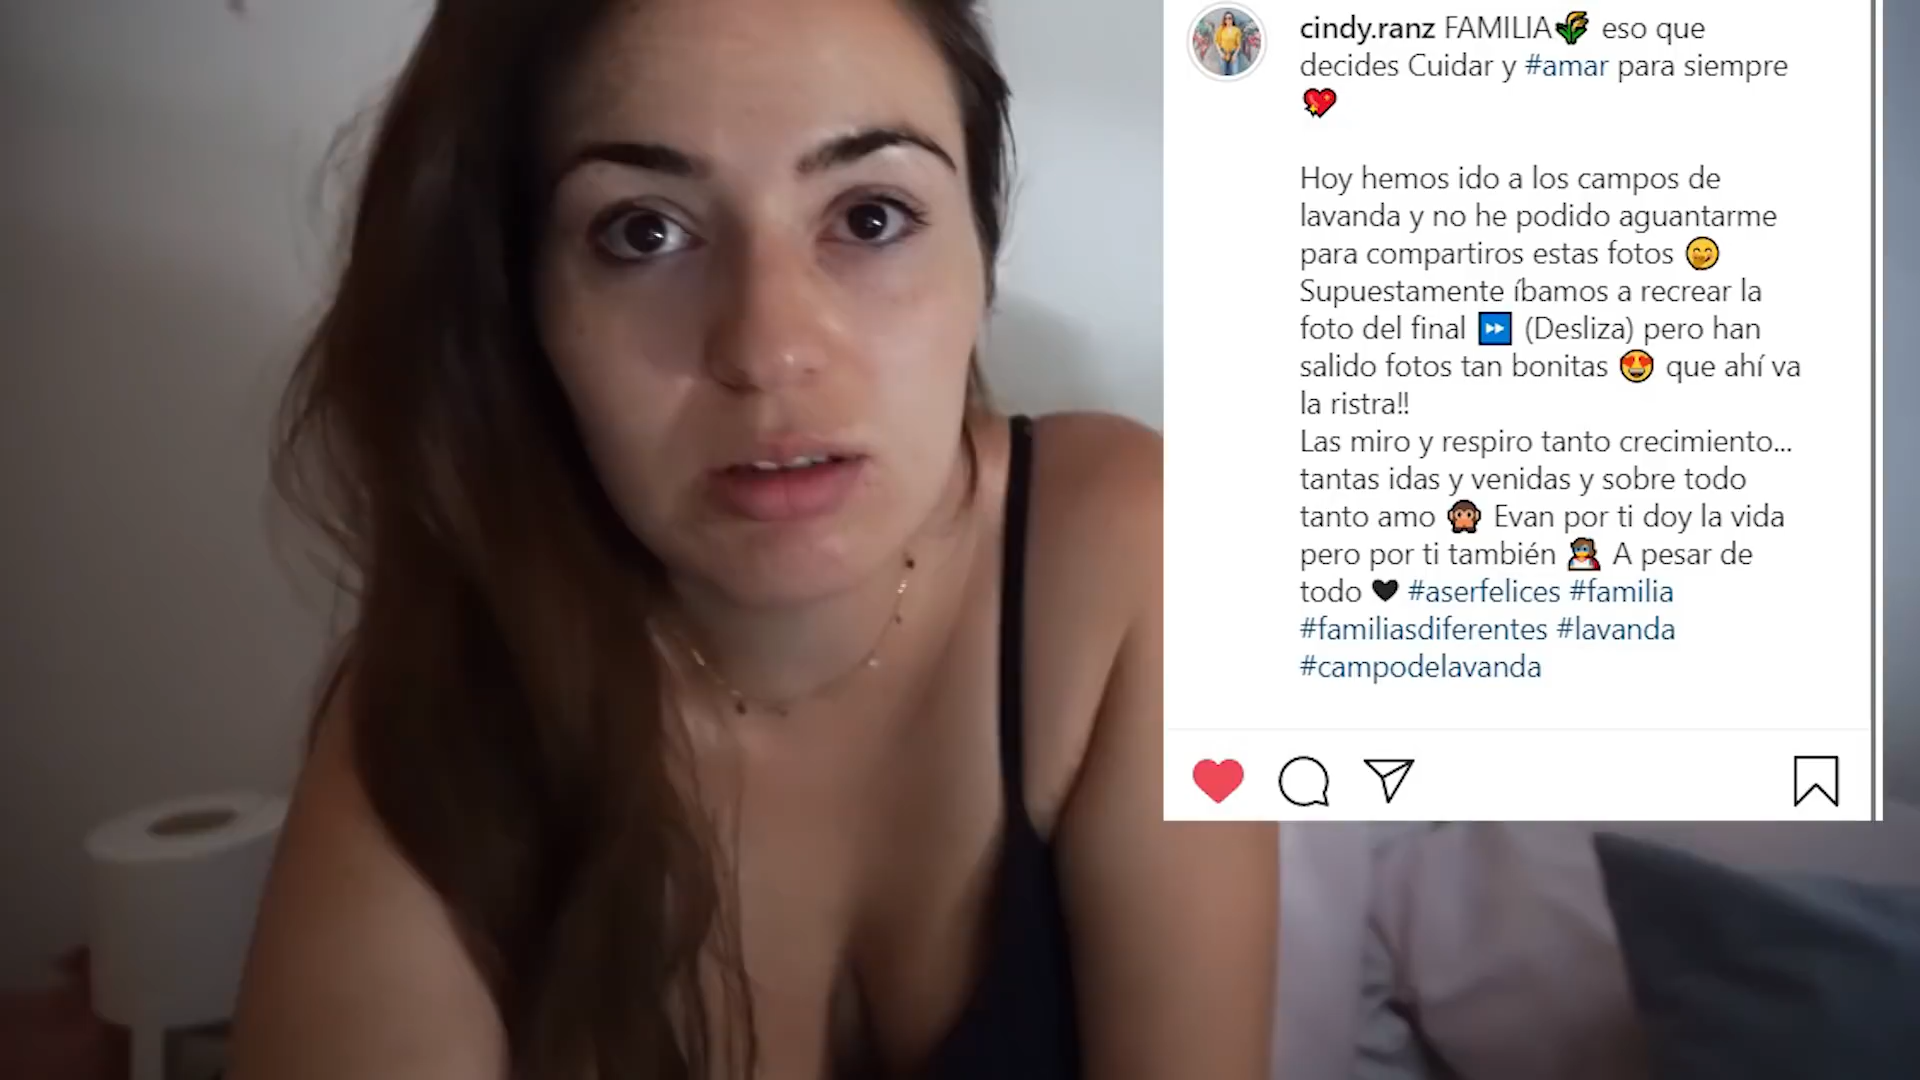 cindy.ranz FAMILIA🌾 eso que
decides Cuidar y #amar para siempre
💖
Hoy hemos ido a los campos de
lavanda y no he podido aguantarme
para compartiros estas fotos 🤭
Supuestamente íbamos a recrear la
foto del final ⏩ (Desliza) pero han
salido fotos tan bonitas 😍 que ahí va
la ristra!!
Las miro y respiro tanto crecimiento...
tantas idas y venidas y sobre todo
tanto amo 🙊 Evan por ti doy la vida
pero por ti también 🦸 A pesar de
todo 🖤 #aserfelices #familia
#familiasdiferentes #lavanda
#campodelavanda